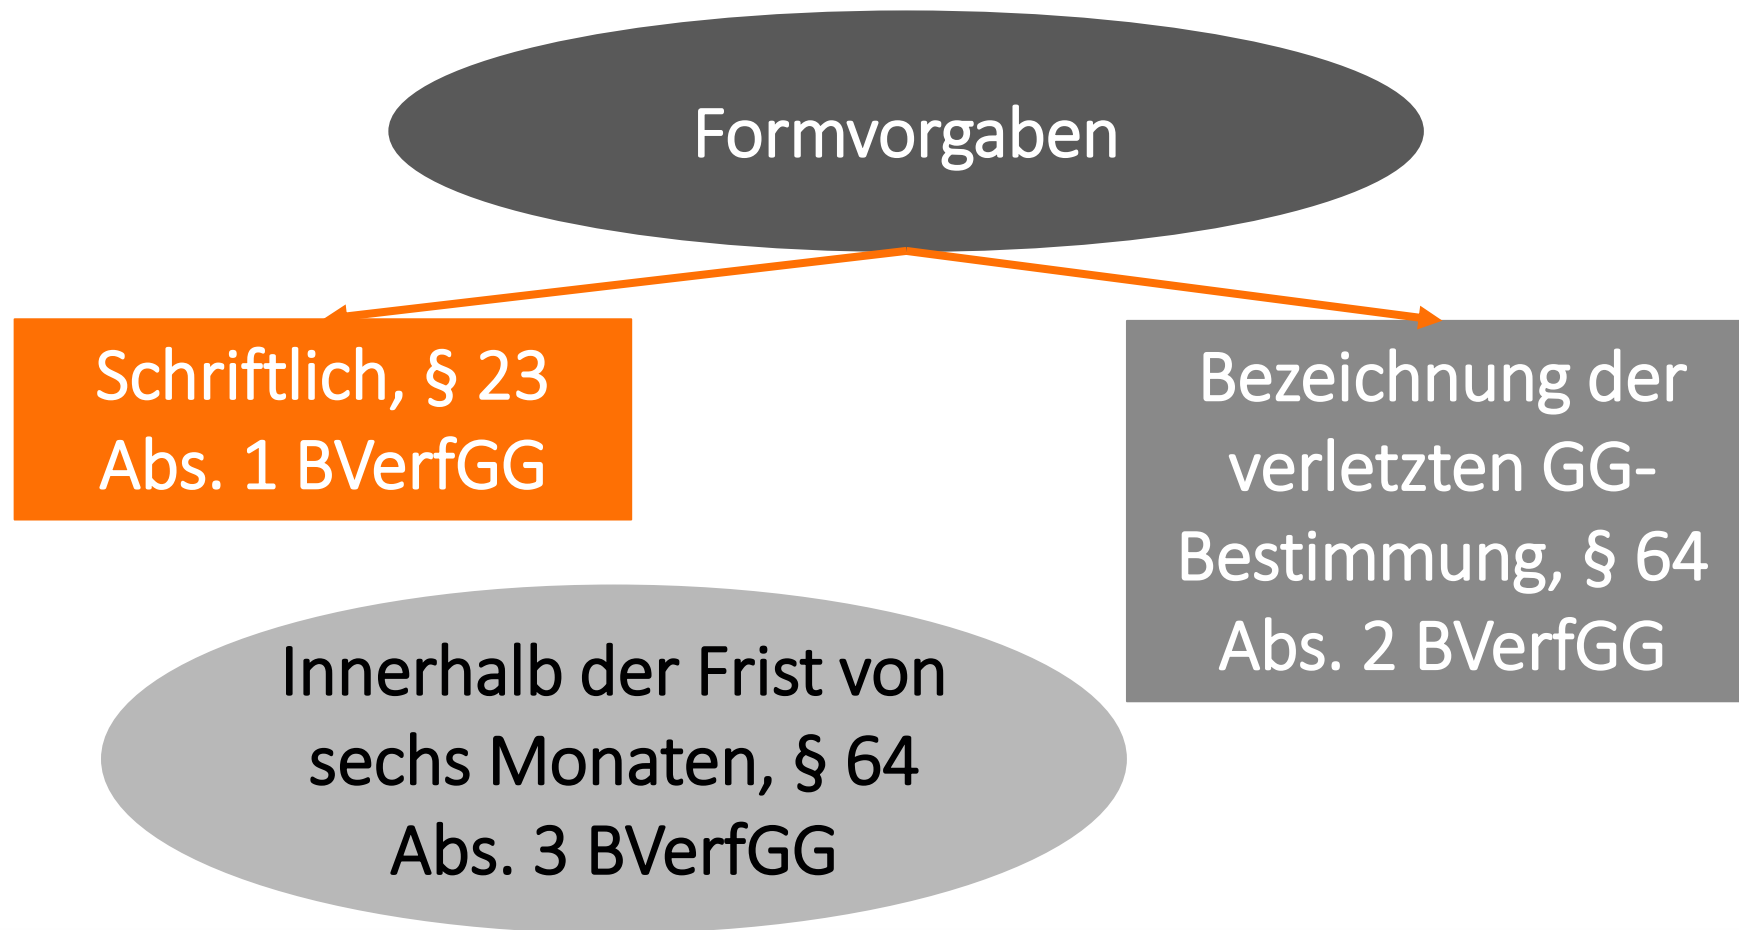 Formvorgaben
Schriftlich, § 23
Abs. 1 BVerfGG
Bezeichnung der
verletzten GG-
Bestimmung, § 64
Abs. 2 BVerfGG
Innerhalb der Frist von
sechs Monaten, § 64
Abs. 3 BVerfGG